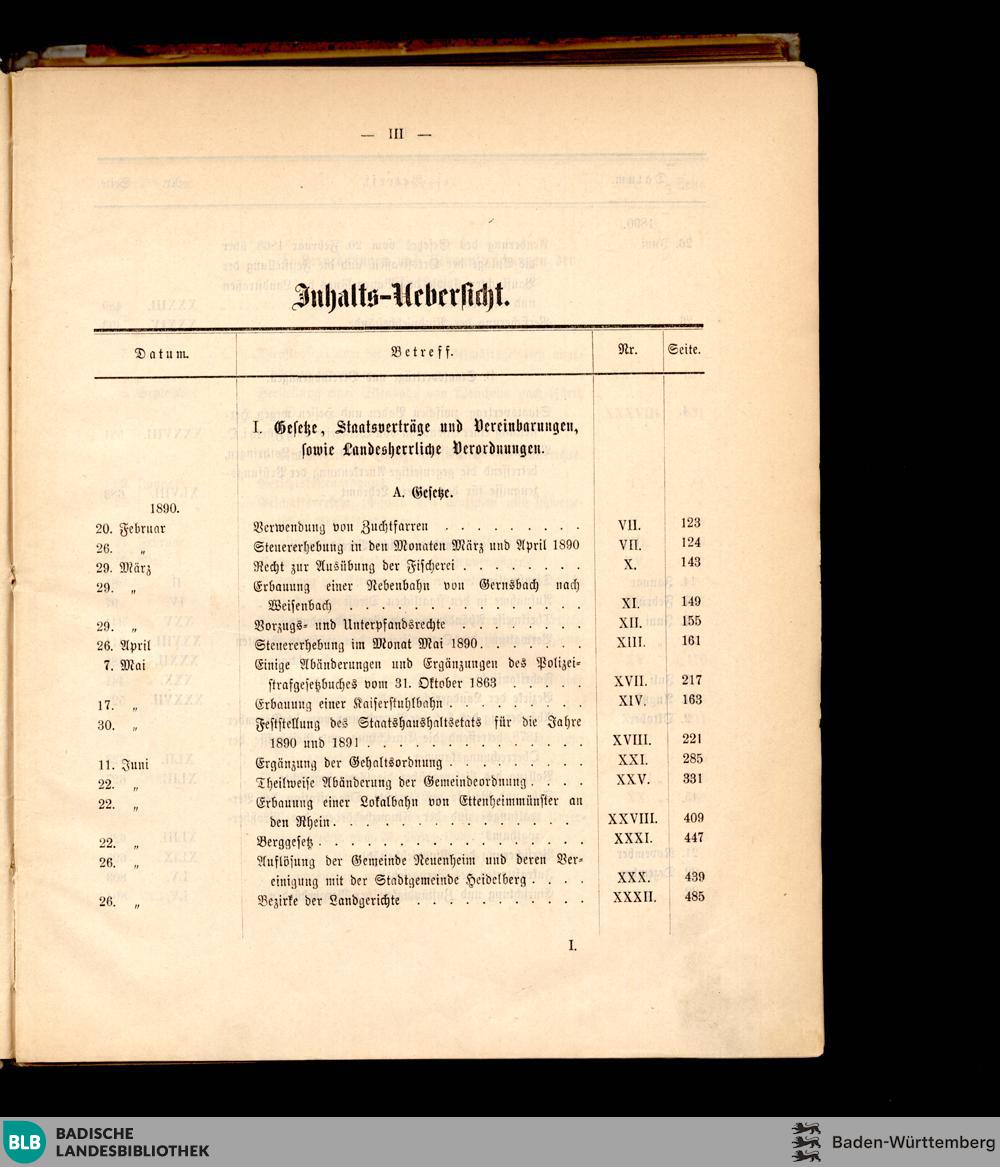 — III —
Inhalts-Uebersicht.
Datum. Betreff. Nr. Seite.
I. Gesetze, Staatsverträge und Vereinbarungen,
sowie Landesherrliche Verordnungen.
A. Gesetze.
1890.
20. Februar Verwendung von Zuchtfarren . . . . . . . . . VII. 123
26. „ Steuererhebung in den Monaten März und April 1890 VII. 124
29. März Recht zur Ausübung der Fischerei . . . . . . . . X. 143
29. „ Erbauung einer Nebenbahn von Gernsbach nach
Weisenbach . . . . . . . . . . . . . . . XI. 149
29. „ Vorzugs- und Unterpfandsrechte . . . . . . . . XII. 155
26. April Steuererhebung im Monat Mai 1890 . . . . . . . XIII. 161
7. Mai Einige Abänderungen und Ergänzungen des Polizei-
strafgesetzbuches vom 31. Oktober 1863 . . . . . XVII. 217
17. „ Erbauung einer Kaiserstuhlbahn . . . . . . . . . XIV. 163
30. „ Feststellung des Staatshaushaltsetats für die Jahre
1890 und 1891 . . . . . . . . . . . . . . XVIII. 221
11. Juni Ergänzung der Gehaltsordnung . . . . . . . . . XXI. 285
22. „ Theilweise Abänderung der Gemeindeordnung . . . . XXV. 331
22. „ Erbauung einer Lokalbahn von Ettenheimmünster an
den Rhein . . . . . . . . . . . . . . . . XXVIII. 409
22. „ Berggesetz . . . . . . . . . . . . . . . . . XXXI. 447
26. „ Auflösung der Gemeinde Neuenheim und deren Ver-
einigung mit der Stadtgemeinde Heidelberg . . . . XXX. 439
26. „ Bezirke der Landgerichte . . . . . . . . . . . XXXII. 485
I.
BLB BADISCHE
LANDESBIBLIOTHEK
Baden-Württemberg